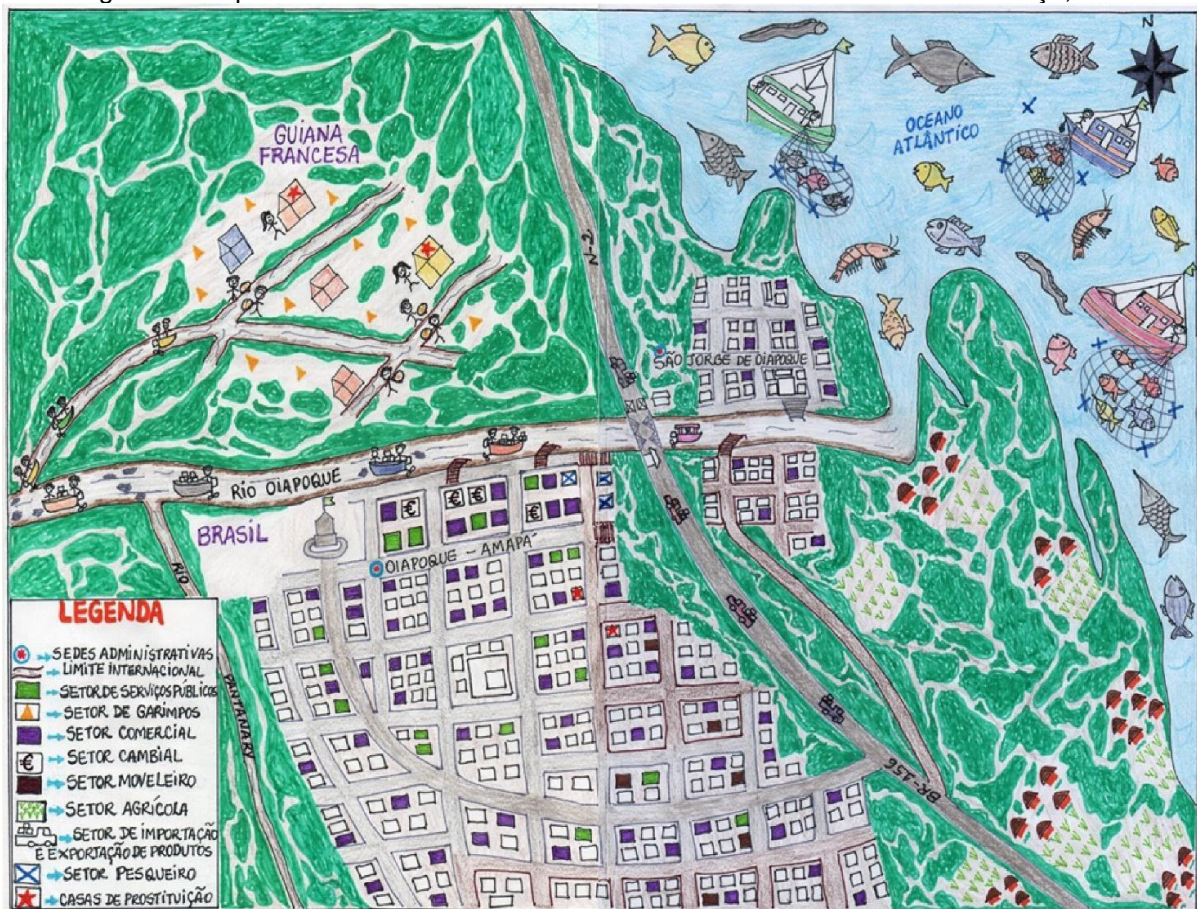 GUIANA
FRANCESA
OCEANO
ATLÂNTICO
N
N-2
SÃO JORGE DE OIAPOQUE
RIO OIAPOQUE
BRASIL
OIAPOQUE - AMAPÁ
RIO
PANTANARY
BR-156
LEGENDA
SEDES ADMINISTRATIVAS
LIMITE INTERNACIONAL
SETOR DE SERVIÇOS PÚBLICOS
SETOR DE GARIMPOS
SETOR COMERCIAL
€ SETOR CAMBIAL
SETOR MOVELEIRO
SETOR AGRÍCOLA
SETOR DE IMPORTAÇÃO
E EXPORTAÇÃO DE PRODUTOS
SETOR PESQUEIRO
CASAS DE PROSTITUIÇÃO
€
€
€
€